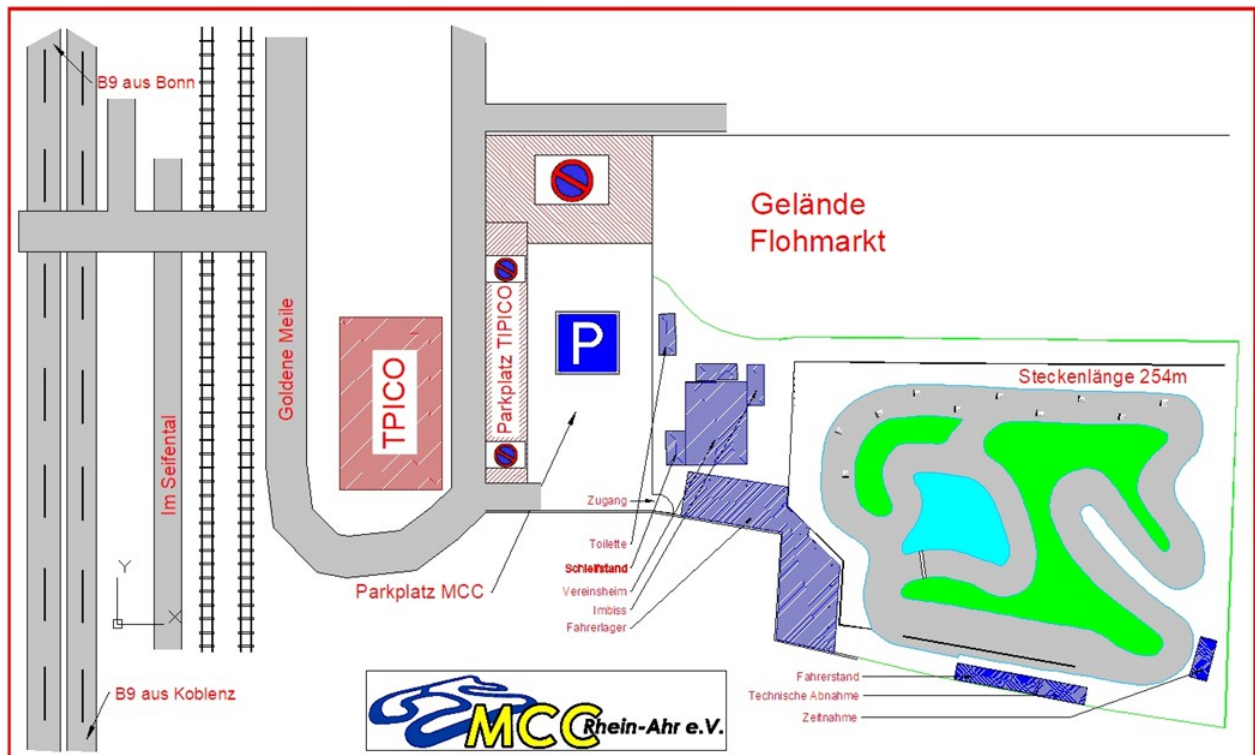 B9 aus Bonn
Gelände
Flohmarkt
Goldene Meile
Im Seifental
TPICO
Parkplatz TIPICO
P
Steckenlänge 254m
Zugang
Toilette
Schleifstand
Vereinsheim
Imbiss
Fahrerlager
Parkplatz MCC
Y
X
B9 aus Koblenz
Fahrerstand
Technische Abnahme
Zeitnahme
MCC Rhein-Ahr e.V.